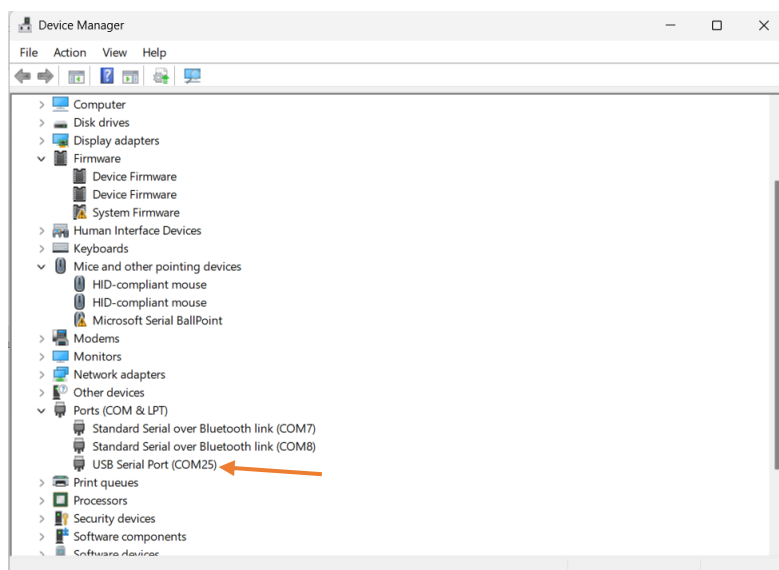 Device Manager
File Action View Help
Computer
Disk drives
Display adapters
Firmware
Device Firmware
Device Firmware
System Firmware
Human Interface Devices
Keyboards
Mice and other pointing devices
HID-compliant mouse
HID-compliant mouse
Microsoft Serial BallPoint
Modems
Monitors
Network adapters
Other devices
Ports (COM & LPT)
Standard Serial over Bluetooth link (COM7)
Standard Serial over Bluetooth link (COM8)
USB Serial Port (COM25)
Print queues
Processors
Security devices
Software components
Software devices